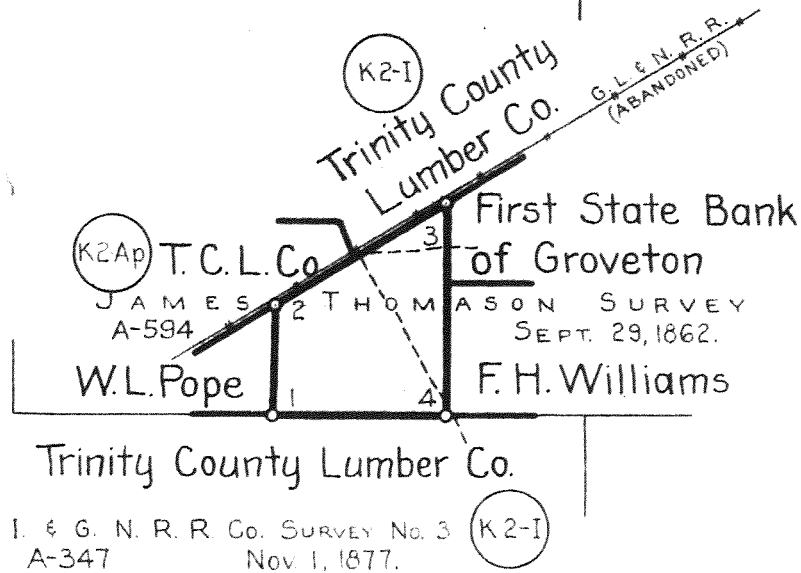 K2-I
G. L. & N. R. R.
(ABANDONED)
Trinity County
Lumber Co.
First State Bank
of Groveton
3
K2Ap
T. C. L. Co
JAMES THOMASON SURVEY
A-594
2
SEPT. 29, 1862.
W. L. Pope
F. H. Williams
1
4
Trinity County Lumber Co.
I. & G. N. R. R. Co. SURVEY No. 3
K2-I
A-347
Nov. 1, 1877.